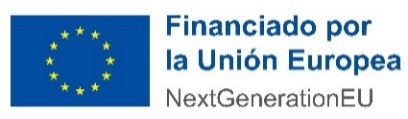 Financiado por
la Unión Europea
NextGenerationEU